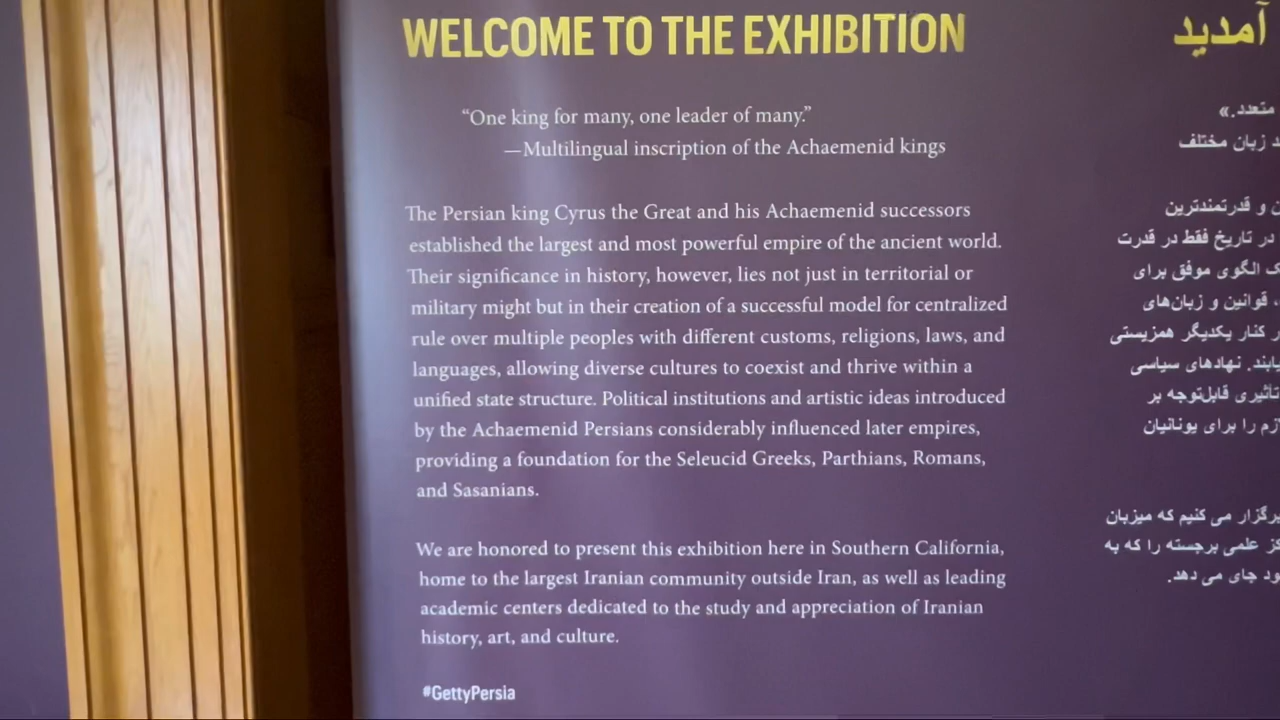 WELCOME TO THE EXHIBITION
“One king for many, one leader of many.”
—Multilingual inscription of the Achaemenid kings
The Persian king Cyrus the Great and his Achaemenid successors
established the largest and most powerful empire of the ancient world.
Their significance in history, however, lies not just in territorial or
military might but in their creation of a successful model for centralized
rule over multiple peoples with different customs, religions, laws, and
languages, allowing diverse cultures to coexist and thrive within a
unified state structure. Political institutions and artistic ideas introduced
by the Achaemenid Persians considerably influenced later empires,
providing a foundation for the Seleucid Greeks, Parthians, Romans,
and Sasanians.
We are honored to present this exhibition here in Southern California,
home to the largest Iranian community outside Iran, as well as leading
academic centers dedicated to the study and appreciation of Iranian
history, art, and culture.
#GettyPersia
آمدید
متعدد.»
زبان مختلف
و قدرتمندترین
در تاریخ فقط در قدرت
الگوی موفق برای
قوانین و زبان‌های
کنار یکدیگر همزیستی
نهادهای سیاسی
تأثیری قابل‌توجه بر
را برای یونانیان
می کنیم که میزبان
علمی برجسته را که به
جای می دهد.